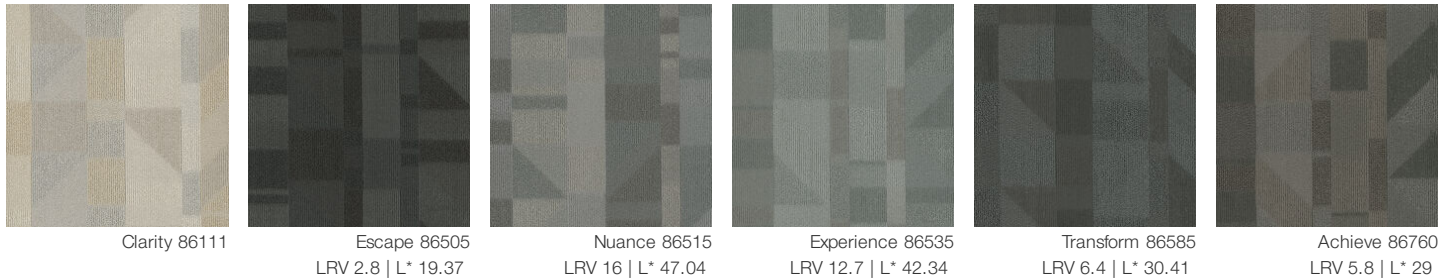 Clarity 86111
Escape 86505
LRV 2.8 | L* 19.37
Nuance 86515
LRV 16 | L* 47.04
Experience 86535
LRV 12.7 | L* 42.34
Transform 86585
LRV 6.4 | L* 30.41
Achieve 86760
LRV 5.8 | L* 29